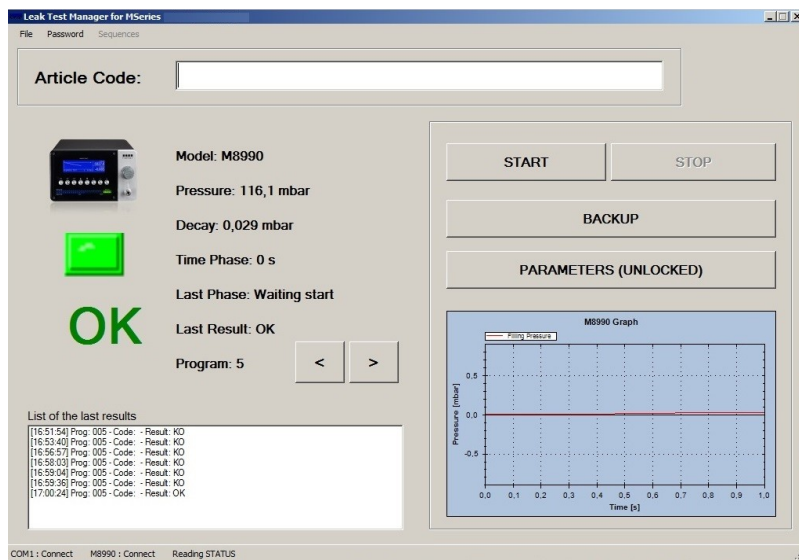 Leak Test Manager for MSeries
File Password Sequences
Article Code:
Model: M8990
Pressure: 116,1 mbar
Decay: 0,029 mbar
Time Phase: 0 s
Last Phase: Waiting start
Last Result: OK
Program: 5
< >
OK
START STOP
BACKUP
PARAMETERS (UNLOCKED)
M8990 Graph
Filling Pressure
Pressure [mbar]
0,5
0,0
-0,5
0,0 0,1 0,2 0,3 0,4 0,5 0,6 0,7 0,8 0,9 1,0
Time [s]
List of the last results
[16:51:54] Prog: 005 - Code: - Result: KO
[16:53:40] Prog: 005 - Code: - Result: KO
[16:56:57] Prog: 005 - Code: - Result: KO
[16:58:03] Prog: 005 - Code: - Result: KO
[16:59:04] Prog: 005 - Code: - Result: KO
[16:59:36] Prog: 005 - Code: - Result: KO
[17:00:24] Prog: 005 - Code: - Result: OK
COM1 : Connect M8990 : Connect Reading STATUS